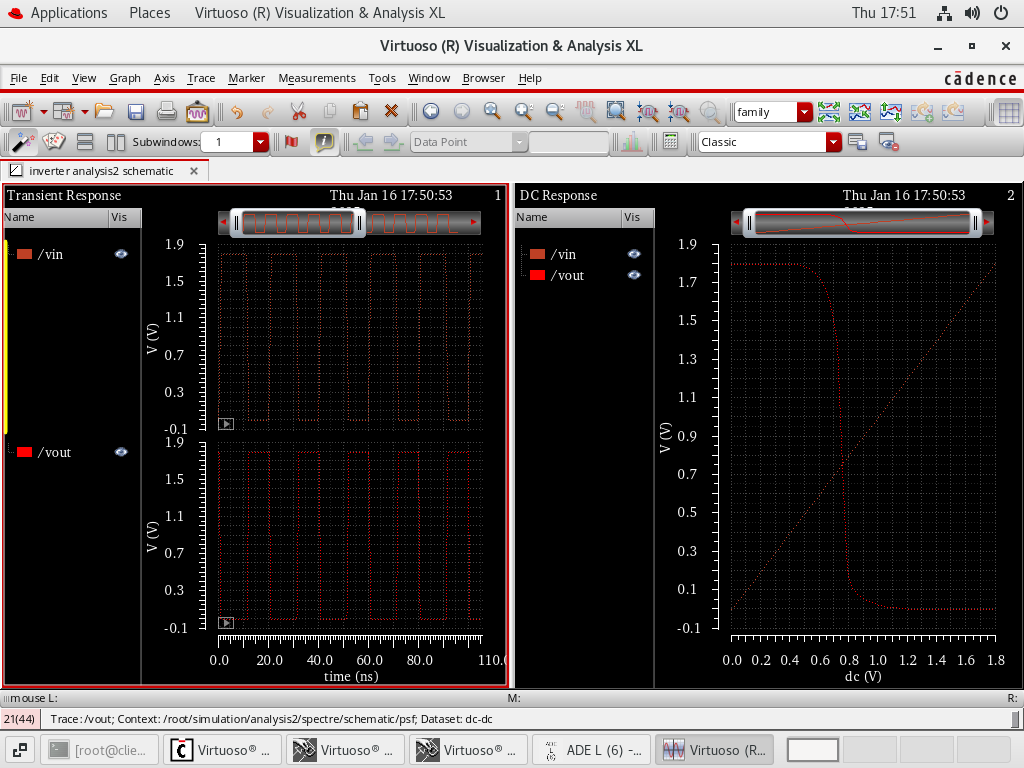 Applications Places Virtuoso (R) Visualization & Analysis XL Thu 17:51
Virtuoso (R) Visualization & Analysis XL
File Edit View Graph Axis Trace Marker Measurements Tools Window Browser Help cādence
family
Subwindows: 1 Data Point Classic
inverter analysis2 schematic
Transient Response Thu Jan 16 17:50:53 1
Name Vis
/vin
1.9
1.5
1.1
0.7
0.3
-0.1
V (V)
/vout
1.9
1.5
1.1
0.7
0.3
-0.1
V (V)
0.0 20.0 40.0 60.0 80.0 110.0
time (ns)
DC Response Thu Jan 16 17:50:53 2
Name Vis
/vin
/vout
1.9
1.7
1.5
1.3
1.1
0.9
0.7
0.5
0.3
0.1
-0.1
V (V)
0.0 0.2 0.4 0.6 0.8 1.0 1.2 1.4 1.6 1.8
dc (V)
mouse L: M: R:
21(44) Trace: /vout; Context: /root/simulation/analysis2/spectre/schematic/psf; Dataset: dc-dc
[root@clie... Virtuoso® ... Virtuoso® ... Virtuoso® ... ADE L (6) -... Virtuoso (R...